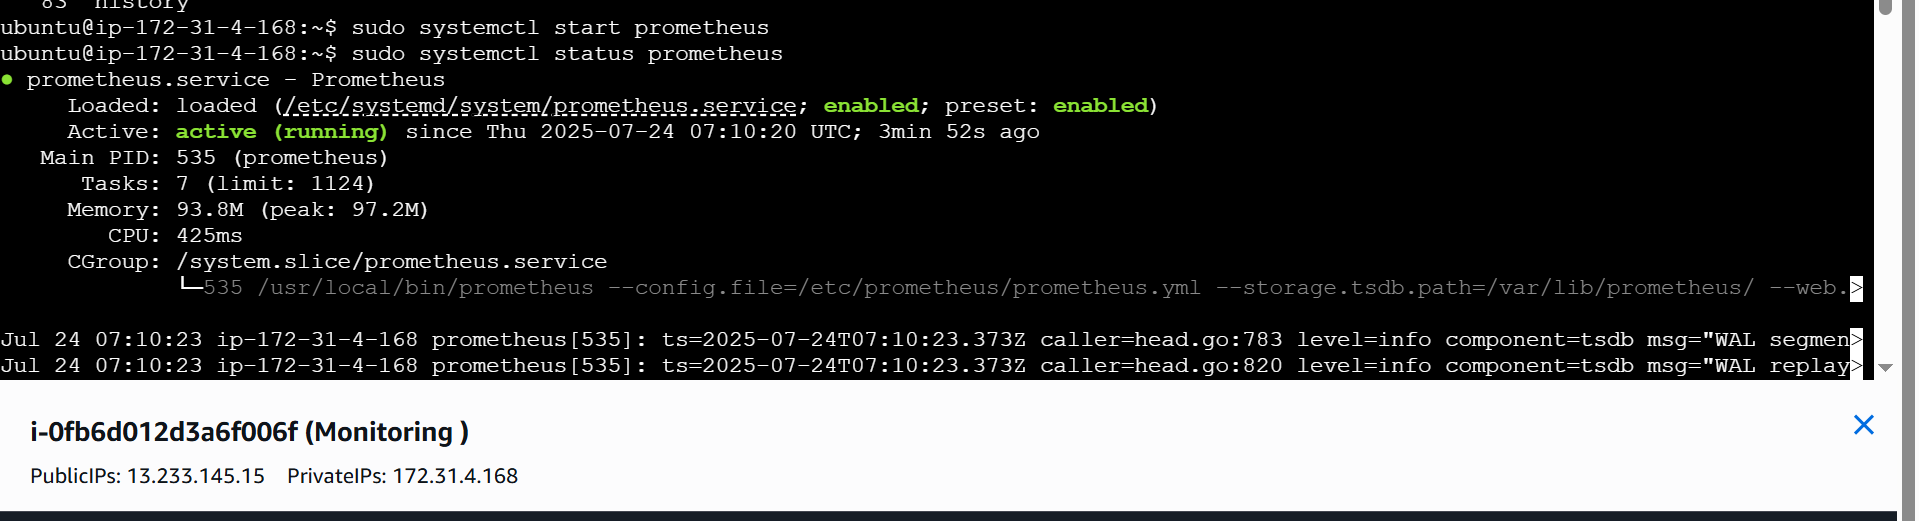 83  history
ubuntu@ip-172-31-4-168:~$ sudo systemctl start prometheus
ubuntu@ip-172-31-4-168:~$ sudo systemctl status prometheus
● prometheus.service - Prometheus
     Loaded: loaded (/etc/systemd/system/prometheus.service; enabled; preset: enabled)
     Active: active (running) since Thu 2025-07-24 07:10:20 UTC; 3min 52s ago
   Main PID: 535 (prometheus)
      Tasks: 7 (limit: 1124)
     Memory: 93.8M (peak: 97.2M)
        CPU: 425ms
     CGroup: /system.slice/prometheus.service
             └─535 /usr/local/bin/prometheus --config.file=/etc/prometheus/prometheus.yml --storage.tsdb.path=/var/lib/prometheus/ --web.>
Jul 24 07:10:23 ip-172-31-4-168 prometheus[535]: ts=2025-07-24T07:10:23.373Z caller=head.go:783 level=info component=tsdb msg="WAL segmen>
Jul 24 07:10:23 ip-172-31-4-168 prometheus[535]: ts=2025-07-24T07:10:23.373Z caller=head.go:820 level=info component=tsdb msg="WAL replay>
i-0fb6d012d3a6f006f (Monitoring )
PublicIPs: 13.233.145.15    PrivateIPs: 172.31.4.168